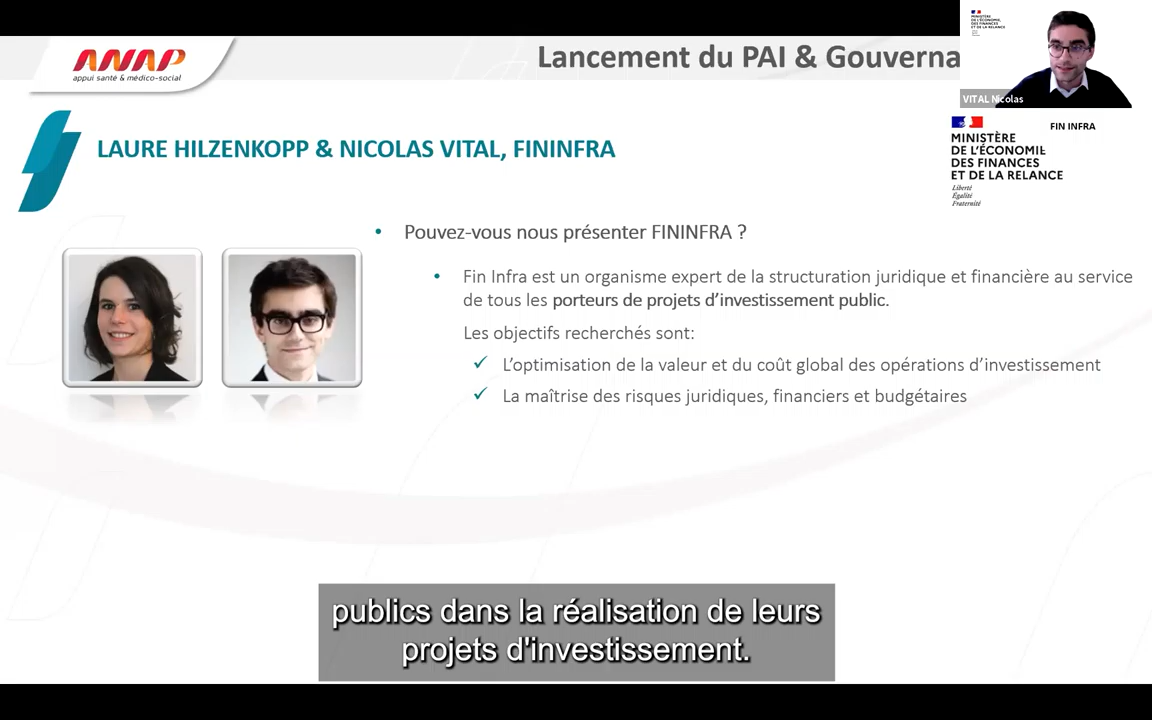 ANAP
appui santé & médico-social
Lancement du PAI & Gouverna
VITAL Nicolas
FIN INFRA
MINISTÈRE
DE L'ÉCONOMIE
DES FINANCES
ET DE LA RELANCE
Liberté
Égalité
Fraternité
LAURE HILZENKOPP & NICOLAS VITAL, FININFRA
• Pouvez-vous nous présenter FININFRA ?
• Fin Infra est un organisme expert de la structuration juridique et financière au service
de tous les porteurs de projets d'investissement public.
Les objectifs recherchés sont:
✓ L'optimisation de la valeur et du coût global des opérations d'investissement
✓ La maîtrise des risques juridiques, financiers et budgétaires
publics dans la réalisation de leurs
projets d'investissement.